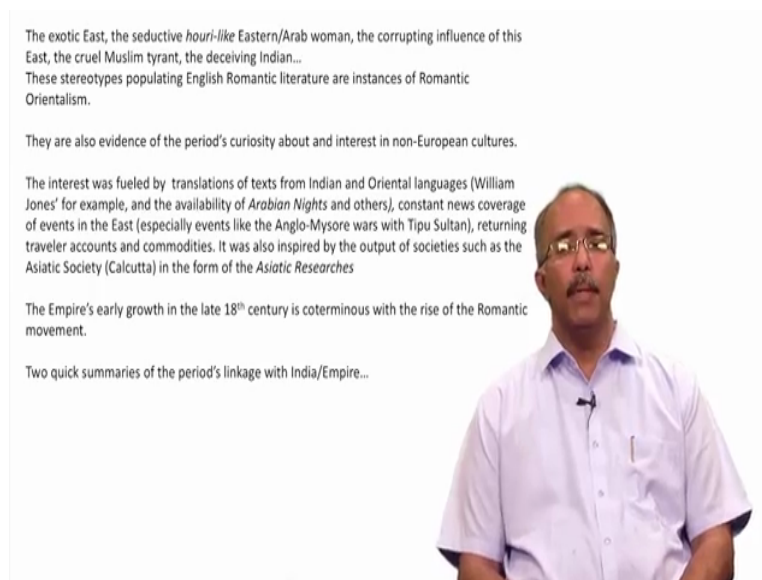 The exotic East, the seductive houri-like Eastern/Arab woman, the corrupting influence of this
East, the cruel Muslim tyrant, the deceiving Indian...
These stereotypes populating English Romantic literature are instances of Romantic
Orientalism.
They are also evidence of the period's curiosity about and interest in non-European cultures.
The interest was fueled by translations of texts from Indian and Oriental languages (William
Jones' for example, and the availability of Arabian Nights and others), constant news coverage
of events in the East (especially events like the Anglo-Mysore wars with Tipu Sultan), returning
traveler accounts and commodities. It was also inspired by the output of societies such as the
Asiatic Society (Calcutta) in the form of the Asiatic Researches
The Empire's early growth in the late 18th century is coterminous with the rise of the Romantic
movement.
Two quick summaries of the period's linkage with India/Empire...